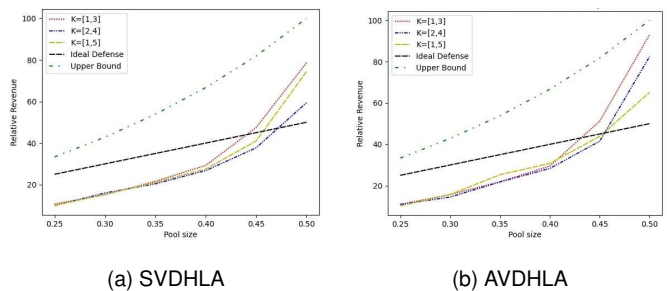 K=[1,3]
K=[2,4]
K=[1,5]
Ideal Defense
Upper Bound
100
80
60
40
20
Relative Revenue
0.25 0.30 0.35 0.40 0.45 0.50
Pool size
(a) SVDHLA
K=[1,3]
K=[2,4]
K=[1,5]
Ideal Defense
Upper Bound
100
80
60
40
20
Relative Revenue
0.25 0.30 0.35 0.40 0.45 0.50
Pool size
(b) AVDHLA